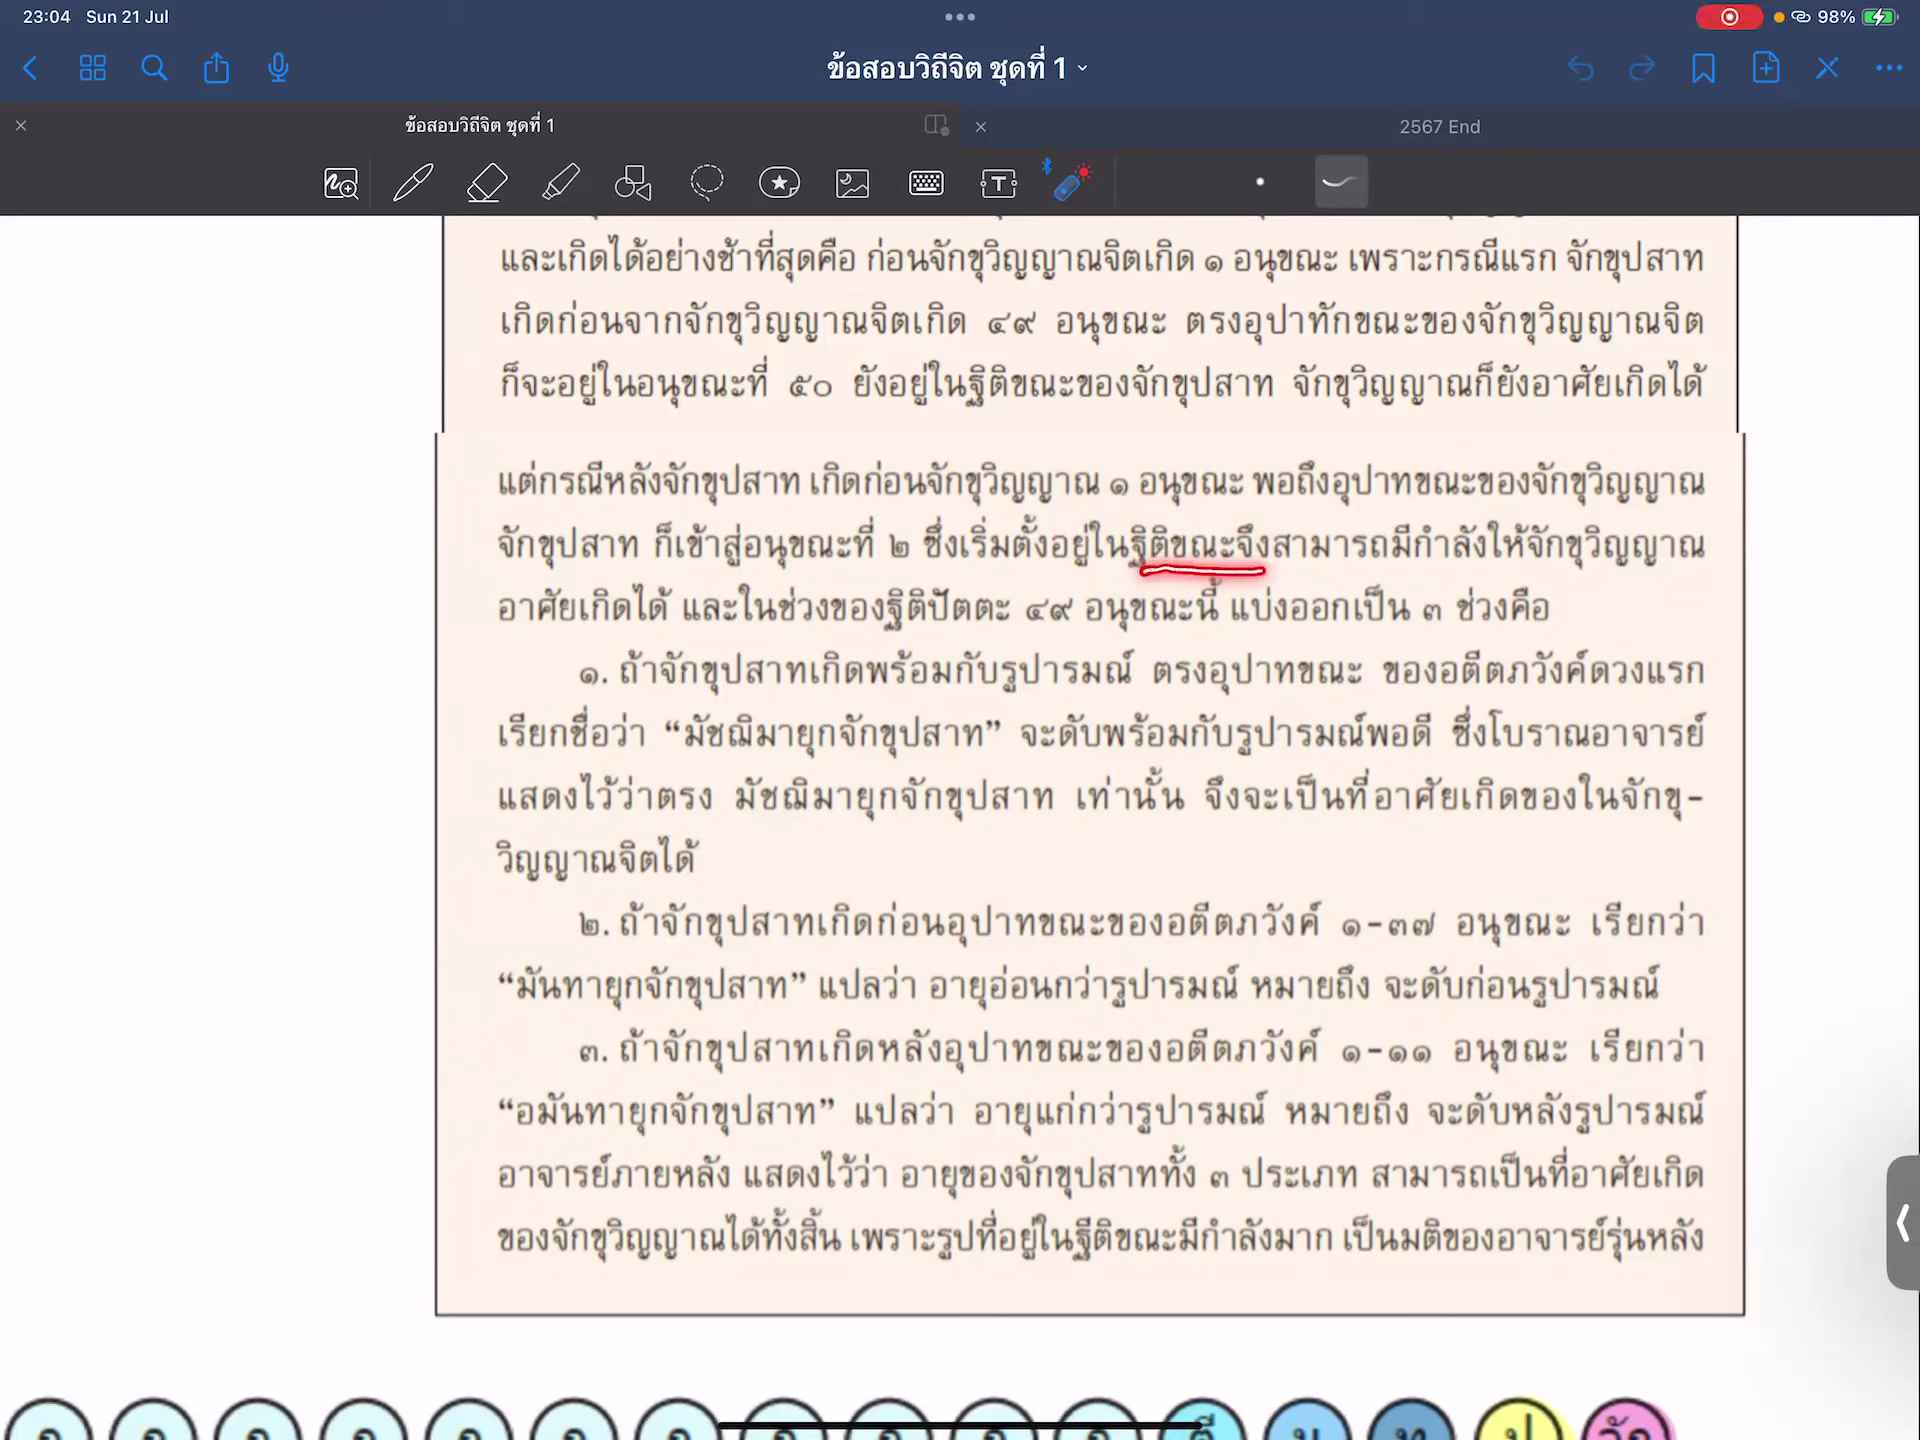 23:04 Sun 21 Jul
98%
ข้อสอบวิถีจิต ชุดที่ 1
ข้อสอบวิถีจิต ชุดที่ 1
2567 End
และเกิดได้อย่างช้าที่สุดคือ ก่อนจักขุวิญญาณจิตเกิด ๑ อนุขณะ เพราะกรณีแรก จักขุปสาท
เกิดก่อนจากจักขุวิญญาณจิตเกิด ๔๙ อนุขณะ ตรงอุปาทักขณะของจักขุวิญญาณจิต
ก็จะอยู่ในอนุขณะที่ ๕๐ ยังอยู่ในฐิติขณะของจักขุปสาท จักขุวิญญาณก็ยังอาศัยเกิดได้
แต่กรณีหลังจักขุปสาท เกิดก่อนจักขุวิญญาณ ๑ อนุขณะ พอถึงอุปาทขณะของจักขุวิญญาณ
จักขุปสาท ก็เข้าสู่อนุขณะที่ ๒ ซึ่งเริ่มตั้งอยู่ในฐิติขณะจึงสามารถมีกำลังให้จักขุวิญญาณ
อาศัยเกิดได้ และในช่วงของฐิติปัตตะ ๔๙ อนุขณะนี้ แบ่งออกเป็น ๓ ช่วงคือ
๑. ถ้าจักขุปสาทเกิดพร้อมกับรูปารมณ์ ตรงอุปาทขณะ ของอตีตภวังค์ดวงแรก
เรียกชื่อว่า “มัชฌิมายุกจักขุปสาท” จะดับพร้อมกับรูปารมณ์พอดี ซึ่งโบราณอาจารย์
แสดงไว้ว่าตรง มัชฌิมายุกจักขุปสาท เท่านั้น จึงจะเป็นที่อาศัยเกิดของในจักขุ-
วิญญาณจิตได้
๒. ถ้าจักขุปสาทเกิดก่อนอุปาทขณะของอตีตภวังค์ ๑-๓๗ อนุขณะ เรียกว่า
“มันทายุกจักขุปสาท” แปลว่า อายุอ่อนกว่ารูปารมณ์ หมายถึง จะดับก่อนรูปารมณ์
๓. ถ้าจักขุปสาทเกิดหลังอุปาทขณะของอตีตภวังค์ ๑-๑๑ อนุขณะ เรียกว่า
“อมันทายุกจักขุปสาท” แปลว่า อายุแก่กว่ารูปารมณ์ หมายถึง จะดับหลังรูปารมณ์
อาจารย์ภายหลัง แสดงไว้ว่า อายุของจักขุปสาททั้ง ๓ ประเภท สามารถเป็นที่อาศัยเกิด
ของจักขุวิญญาณได้ทั้งสิ้น เพราะรูปที่อยู่ในฐีติขณะมีกำลังมาก เป็นมติของอาจารย์รุ่นหลัง